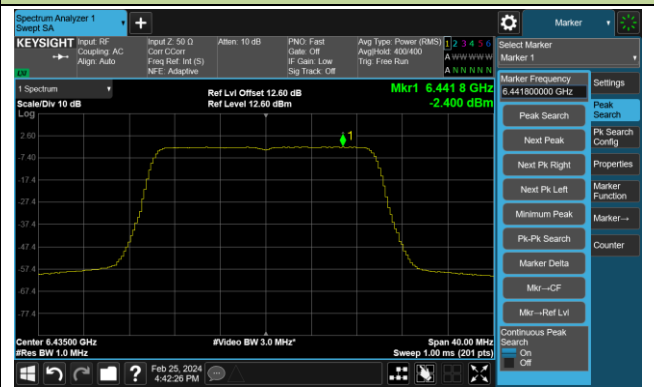 Spectrum Analyzer 1
Swept SA
+
Marker
KEYSIGHT
Input: RF
Coupling: AC
Align: Auto
Input Z: 50 Ω
Corr CCorr
Freq Ref: Int (S)
NFE: Adaptive
Atten: 10 dB
PNO: Fast
Gate: Off
IF Gain: Low
Sig Track: Off
Avg Type: Power (RMS)
Avg|Hold: 400/400
Trig: Free Run
1 2 3 4 5 6
A W W W W W
A N N N N N
LXI
Select Marker
Marker 1
1 Spectrum
Scale/Div 10 dB
Log
Ref Lvl Offset 12.60 dB
Ref Level 12.60 dBm
Mkr1 6.441 8 GHz
-2.400 dBm
1
2.60
-7.40
-17.4
-27.4
-37.4
-47.4
-57.4
-67.4
-77.4
Center 6.43500 GHz
#Res BW 1.0 MHz
#Video BW 3.0 MHz*
Span 40.00 MHz
Sweep 1.00 ms (201 pts)
Marker Frequency
6.441800000 GHz
Peak Search
Next Peak
Next Pk Right
Next Pk Left
Minimum Peak
Pk-Pk Search
Marker Delta
Mkr→CF
Mkr→Ref Lvl
Continuous Peak
Search
On
Off
Settings
Peak
Search
Pk Search
Config
Properties
Marker
Function
Marker→
Counter
?
Feb 25, 2024
4:42:26 PM